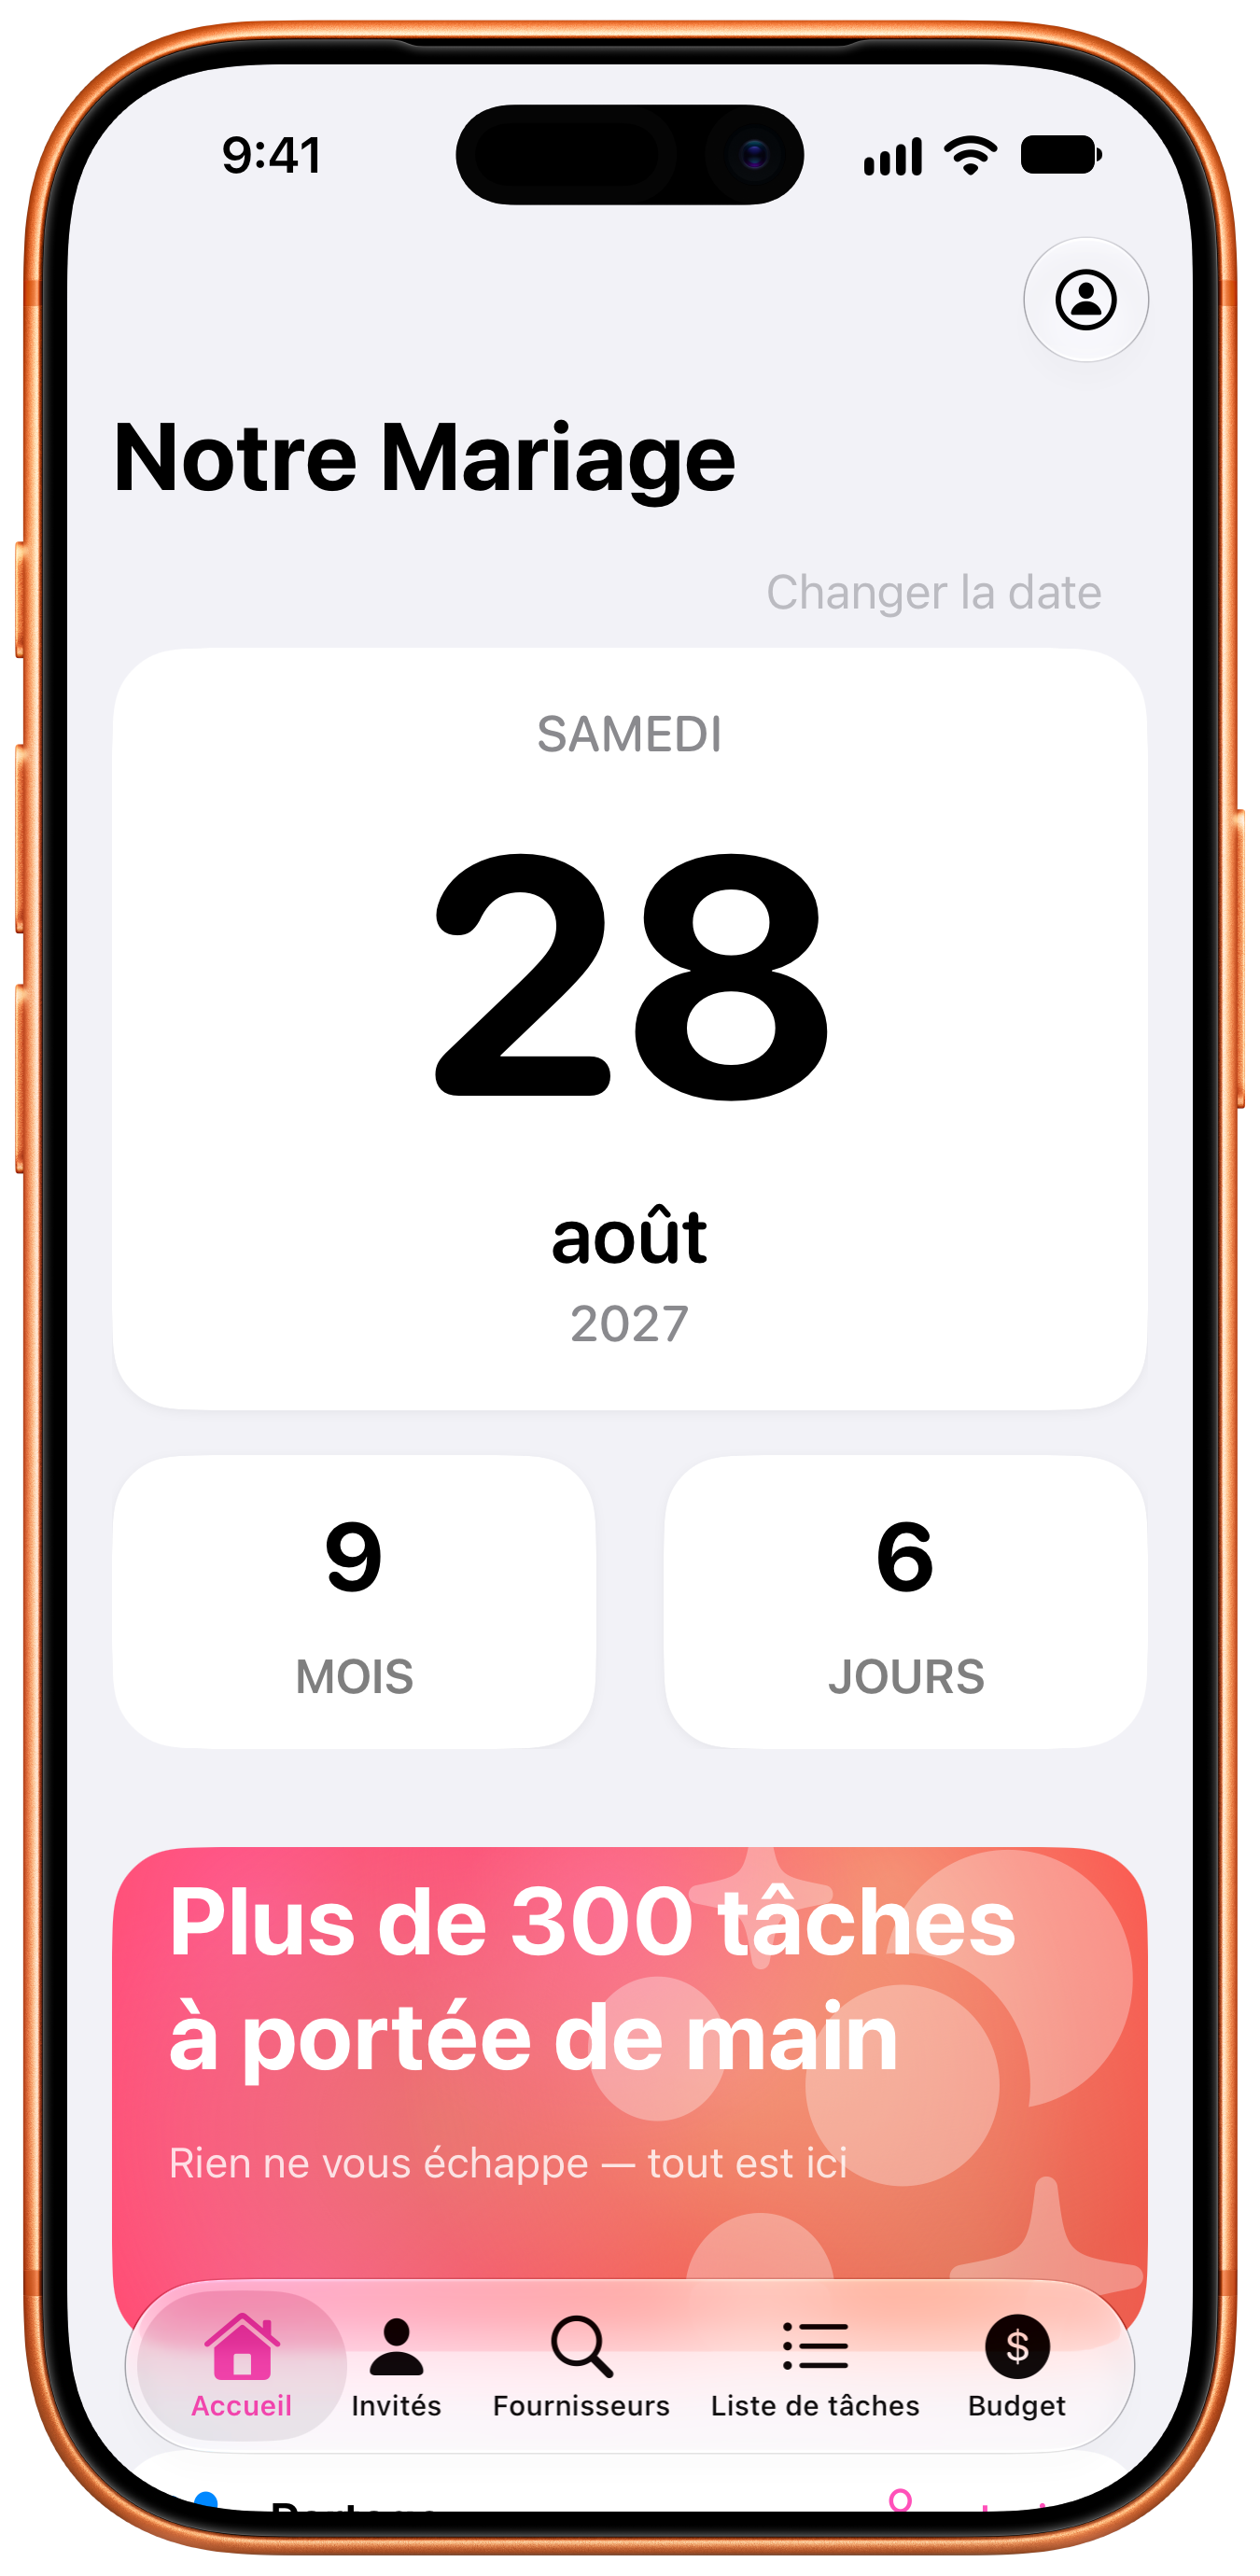 9:41
Notre Mariage
Changer la date
SAMEDI
28
août
2027
9
MOIS
6
JOURS
Plus de 300 tâches
à portée de main
Rien ne vous échappe — tout est ici
Accueil
Invités
Fournisseurs
Liste de tâches
$
Budget